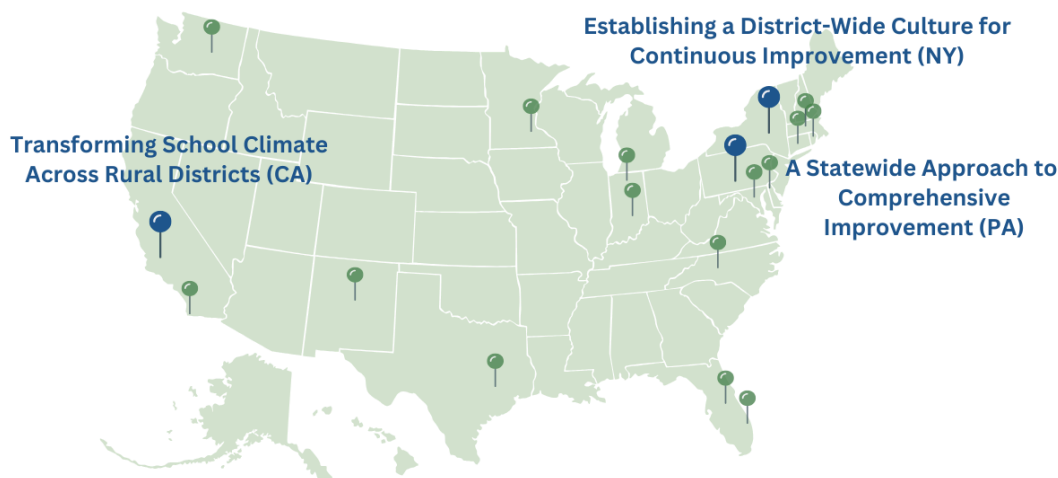 Establishing a District-Wide Culture for
Continuous Improvement (NY)
Transforming School Climate
Across Rural Districts (CA)
A Statewide Approach to
Comprehensive
Improvement (PA)